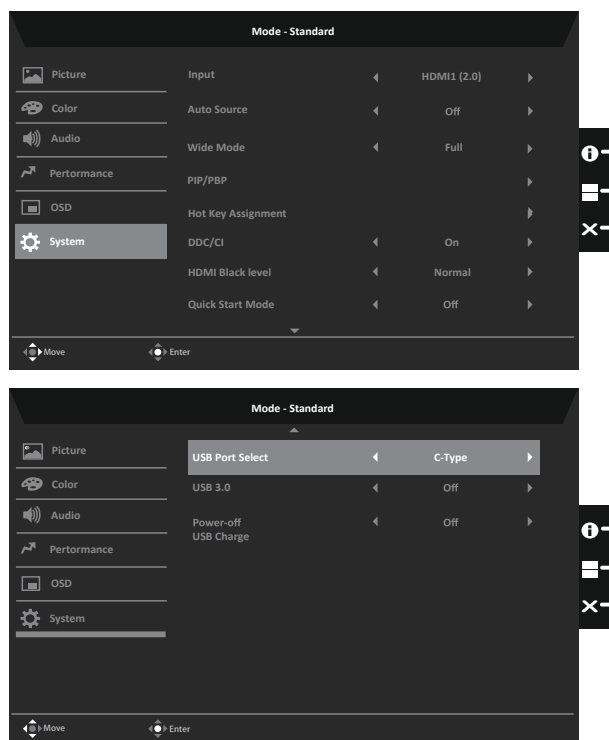 Mode - Standard
Picture
Color
Audio
Pertormance
OSD
System
Input HDMI1 (2.0)
Auto Source Off
Wide Mode Full
PIP/PBP
Hot Key Assignment
DDC/CI On
HDMI Black level Normal
Quick Start Mode Off
Move Enter
Mode - Standard
Picture
Color
Audio
Pertormance
OSD
System
USB Port Select C-Type
USB 3.0 Off
Power-off Off
USB Charge
Move Enter